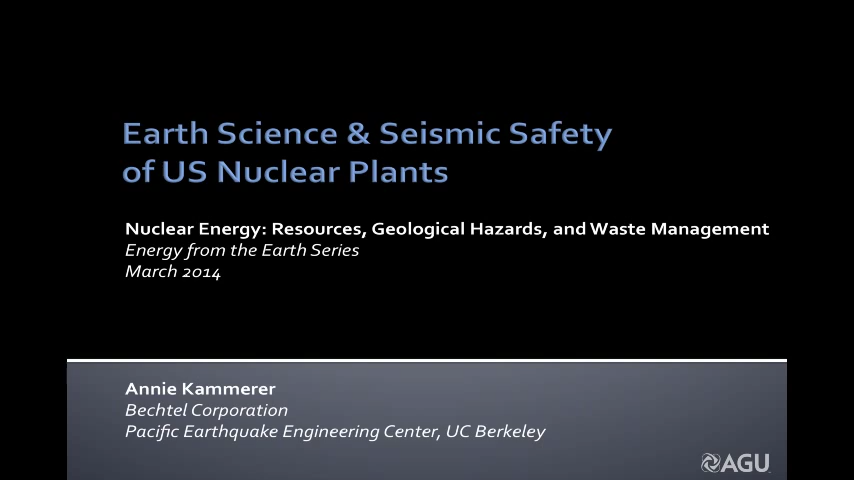 Earth Science & Seismic Safety
of US Nuclear Plants
Nuclear Energy: Resources, Geological Hazards, and Waste Management
Energy from the Earth Series
March 2014
Annie Kammerer
Bechtel Corporation
Pacific Earthquake Engineering Center, UC Berkeley
AGU